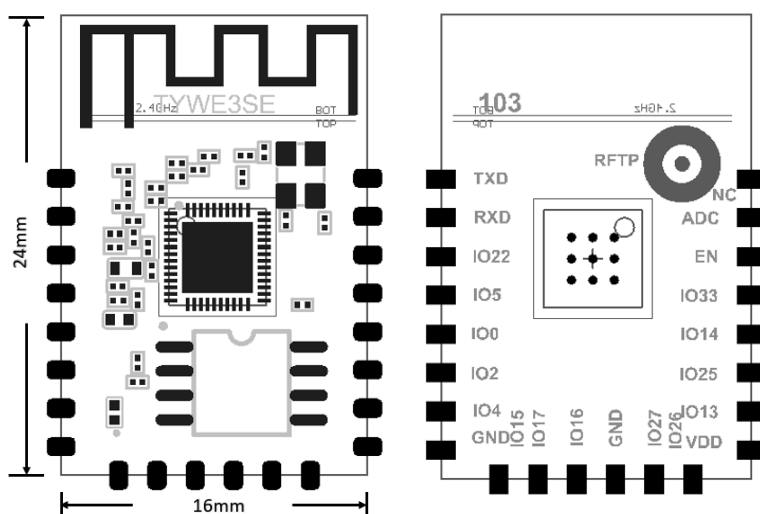 TYWE3SE
2.4GHz
BOT
TOP
24mm
16mm
103
BOT
TOP
2.4GHz
RFTP
NC
TXD
ADC
RXD
EN
IO22
IO33
IO5
IO14
IO0
IO25
IO2
IO13
IO4
VDD
GND
IO15
IO17
IO16
GND
IO27
IO26